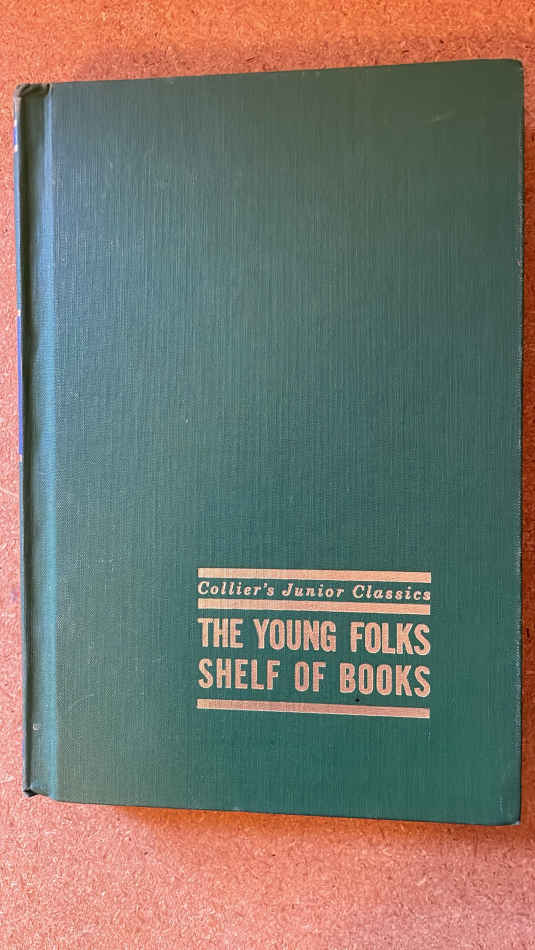 Collier's Junior Classics
THE YOUNG FOLKS
SHELF OF BOOKS